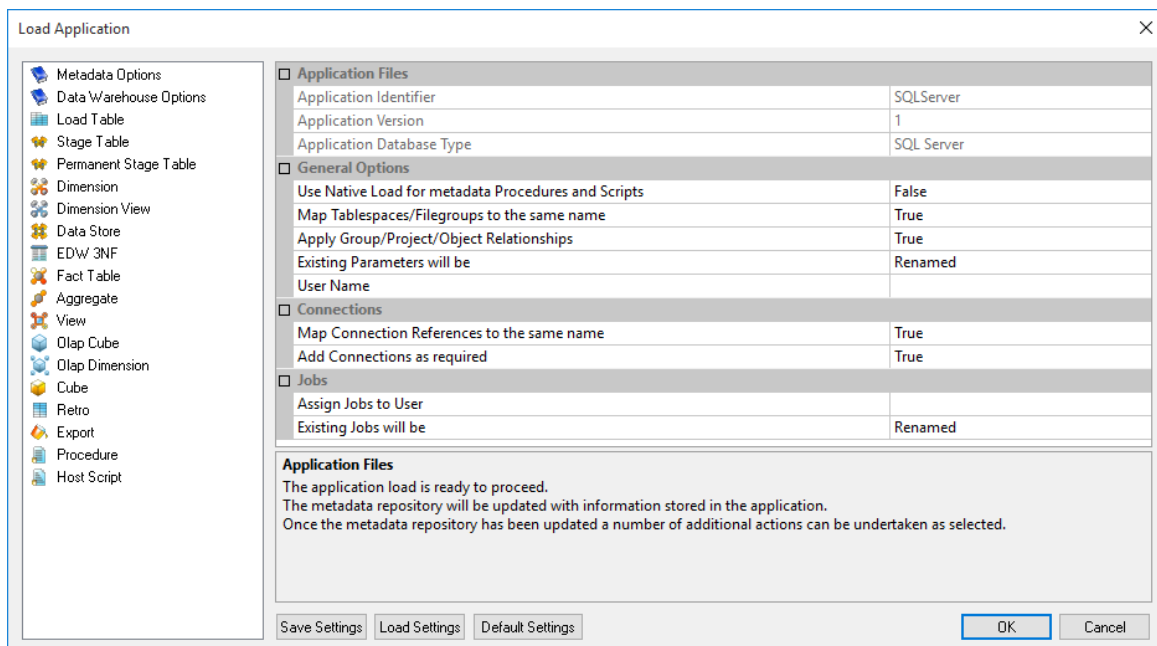 Load Application
Metadata Options
Data Warehouse Options
Load Table
Stage Table
Permanent Stage Table
Dimension
Dimension View
Data Store
EDW 3NF
Fact Table
Aggregate
View
Olap Cube
Olap Dimension
Cube
Retro
Export
Procedure
Host Script
Application Files
Application Identifier SQLServer
Application Version 1
Application Database Type SQL Server
General Options
Use Native Load for metadata Procedures and Scripts False
Map Tablespaces/Filegroups to the same name True
Apply Group/Project/Object Relationships True
Existing Parameters will be Renamed
User Name
Connections
Map Connection References to the same name True
Add Connections as required True
Jobs
Assign Jobs to User
Existing Jobs will be Renamed
Application Files
The application load is ready to proceed.
The metadata repository will be updated with information stored in the application.
Once the metadata repository has been updated a number of additional actions can be undertaken as selected.
Save Settings Load Settings Default Settings OK Cancel